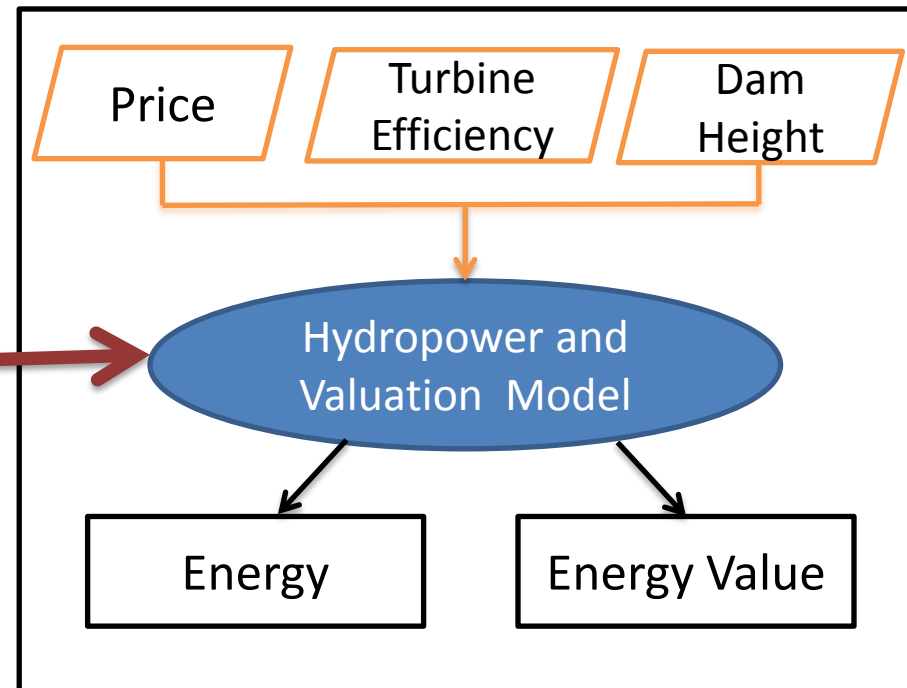 Price
Turbine
Efficiency
Dam
Height
Hydropower and
Valuation  Model
Energy
Energy Value